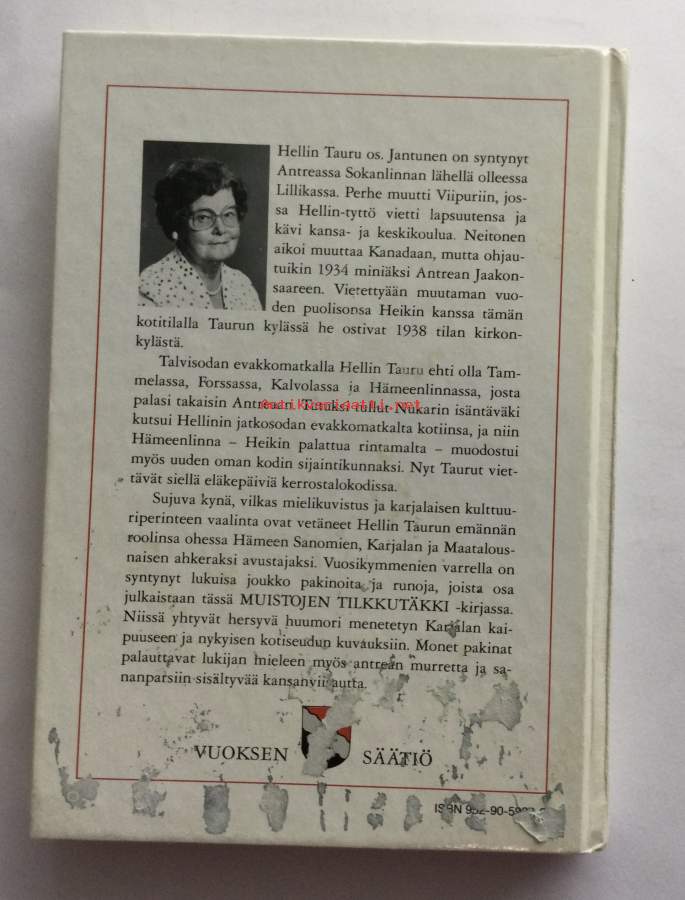 Hellin Tauru os. Jantunen on syntynyt
Antreassa Sokanlinnan lähellä olleessa
Lillikassa. Perhe muutti Viipuriin, jos-
sa Hellin-tyttö vietti lapsuutensa ja
kävi kansa- ja keskikoulua. Neitonen
aikoi muuttaa Kanadaan, mutta ohjau-
tuikin 1934 miniäksi Antrean Jaakon-
saareen. Vietettyään muutaman vuo-
den puolisonsa Heikin kanssa tämän
kotitilalla Taurun kylässä he ostivat 1938 tilan kirkon-
kylästä.
Talvisodan evakkomatkalla Hellin Tauru ehti olla Tam-
melassa, Forssassa, Kalvolassa ja Hämeenlinnassa, josta
palasi takaisin Antreaan. Tutuksi tullut Nukarin isäntäväki
kutsui Hellinin jatkosodan evakkomatkalta kotiinsa, ja niin
Hämeenlinna – Heikin palattua rintamalta – muodostui
myös uuden oman kodin sijaintikunnaksi. Nyt Taurut viet-
tävät siellä eläkepäiviä kerrostalokodissa.
Sujuva kynä, vilkas mielikuvistus ja karjalaisen kulttuu-
riperinteen vaalinta ovat vetäneet Hellin Taurun emännän
roolinsa ohessa Hämeen Sanomien, Karjalan ja Maatalous-
naisen ahkeraksi avustajaksi. Vuosikymmenien varrella on
syntynyt lukuisa joukko pakinoita ja runoja, joista osa
julkaistaan tässä MUISTOJEN TILKKUTÄKKI -kirjassa.
Niissä yhtyvät hersyvä huumori menetetyn Karjalan kai-
puuseen ja nykyisen kotiseudun kuvauksiin. Monet pakinat
palauttavat lukijan mieleen myös antrean murretta ja sa-
nanparsiin sisältyvää kansanviisautta.
VUOKSEN SÄÄTIÖ
ISBN